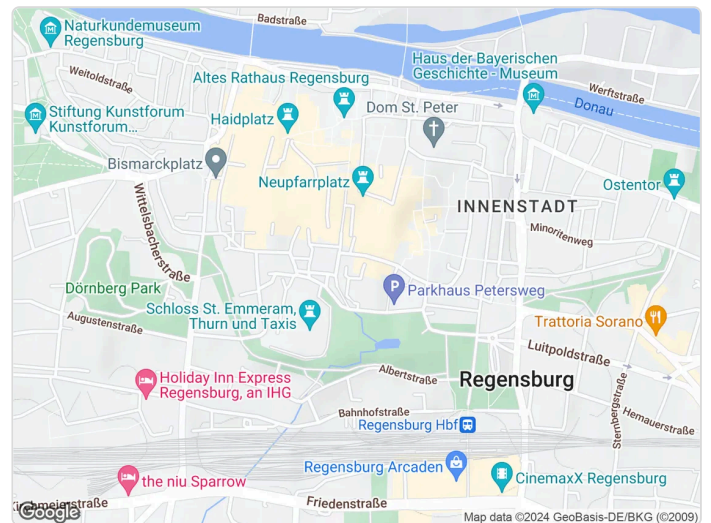 Badstraße
Naturkundemuseum
Regensburg
Weitoldstraße
Altes Rathaus Regensburg
Haus der Bayerischen
Geschichte - Museum
Werftstraße
Donau
Stiftung Kunstforum
Kunstforum...
Haidplatz
Dom St. Peter
Bismarckplatz
Neupfarrplatz
Ostentor
INNENSTADT
Wittelsbacherstraße
Minoritenweg
Dörnberg Park
Parkhaus Petersweg
Schloss St. Emmeram,
Thurn und Taxis
Augustenstraße
Trattoria Sorano
Luitpoldstraße
Albertstraße
Holiday Inn Express
Regensburg, an IHG
Regensburg
Sternbergstraße
Hemauerstraße
Bahnhofstraße
Regensburg Hbf
Regensburg Arcaden
CinemaxX Regensburg
the niu Sparrow
Friedenstraße
Google
Map data ©2024 GeoBasis-DE/BKG (©2009)